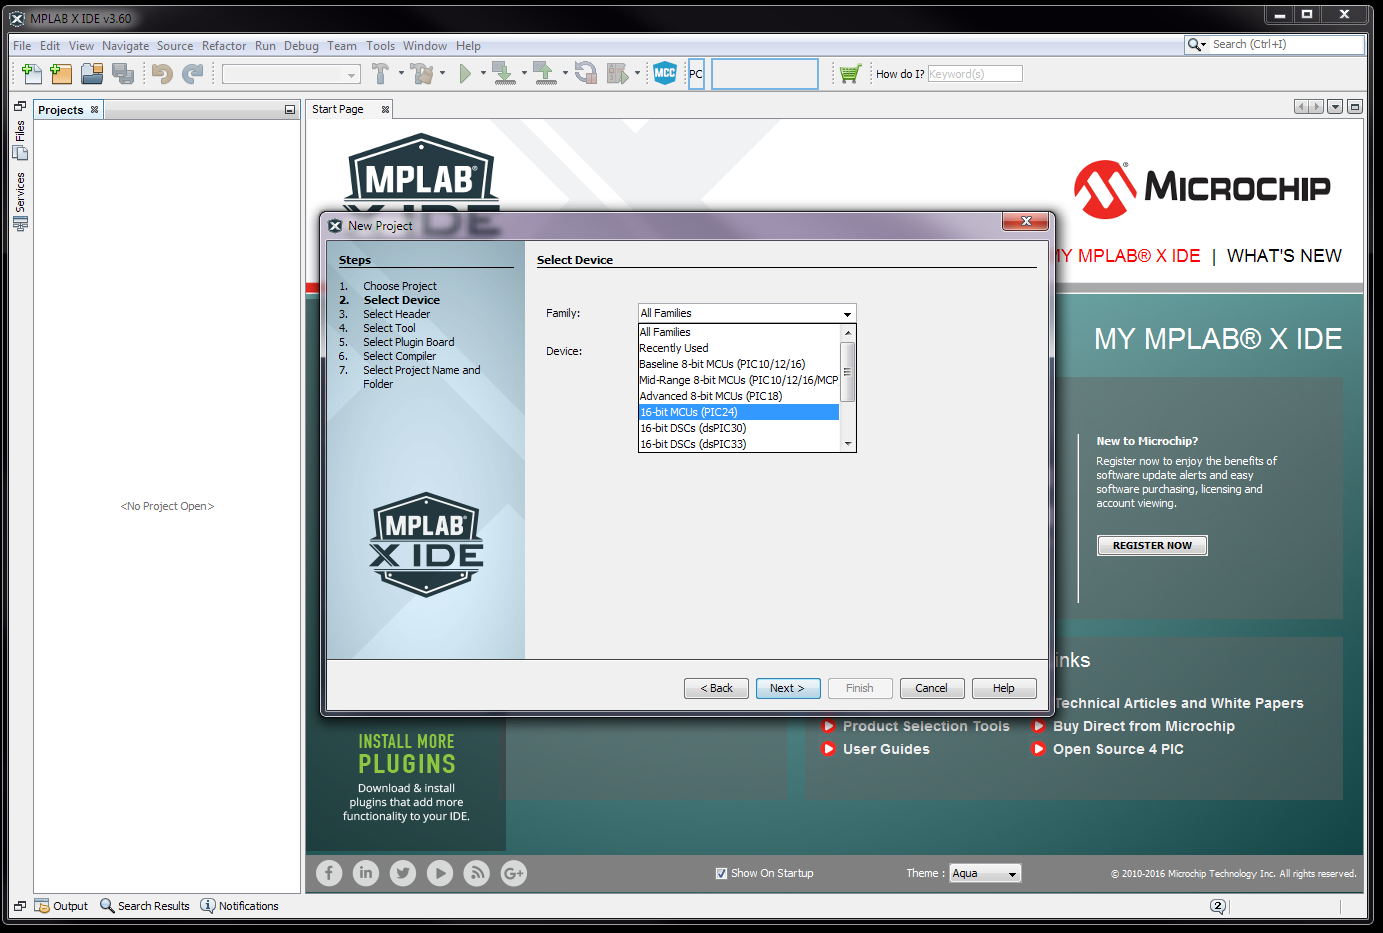 MPLAB X IDE v3.60
File Edit View Navigate Source Refactor Run Debug Team Tools Window Help
Search (Ctrl+I)
MCC
PC
How do I? Keyword(s)
Files
Services
Projects
<No Project Open>
Start Page
MPLAB®
X IDE
MICROCHIP
MY MPLAB® X IDE | WHAT'S NEW
New Project
Steps
1. Choose Project
2. Select Device
3. Select Header
4. Select Tool
5. Select Plugin Board
6. Select Compiler
7. Select Project Name and
Folder
MPLAB®
X IDE
Select Device
Family: All Families
Device:
All Families
Recently Used
Baseline 8-bit MCUs (PIC10/12/16)
Mid-Range 8-bit MCUs (PIC10/12/16/MCP
Advanced 8-bit MCUs (PIC18)
16-bit MCUs (PIC24)
16-bit DSCs (dsPIC30)
16-bit DSCs (dsPIC33)
< Back Next > Finish Cancel Help
MY MPLAB® X IDE
New to Microchip?
Register now to enjoy the benefits of
software update alerts and easy
software purchasing, licensing and
account viewing.
REGISTER NOW
inks
Technical Articles and White Papers
Product Selection Tools Buy Direct from Microchip
User Guides Open Source 4 PIC
INSTALL MORE
PLUGINS
Download & install
plugins that add more
functionality to your IDE.
f in G+
Show On Startup
Theme : Aqua
© 2010-2016 Microchip Technology Inc. All rights reserved.
Output Search Results Notifications
2